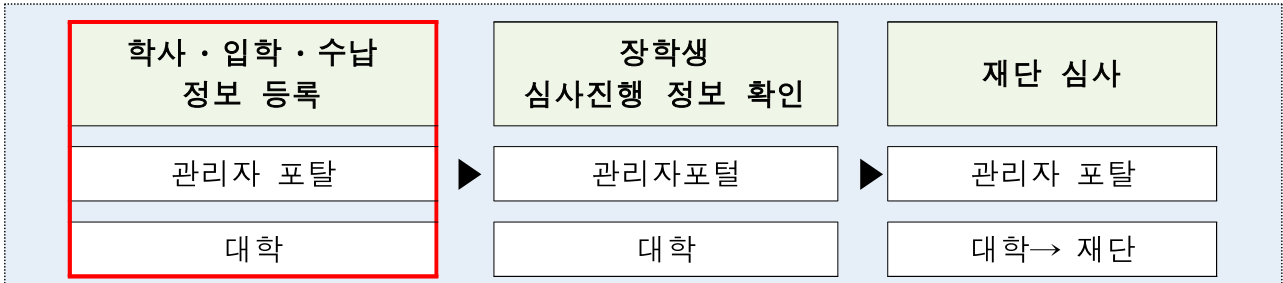 학사 · 입학 · 수납
정보 등록
장학생
심사진행 정보 확인
재단 심사
관리자 포탈
▶
관리자포털
▶
관리자 포탈
대학
대학
대학→ 재단